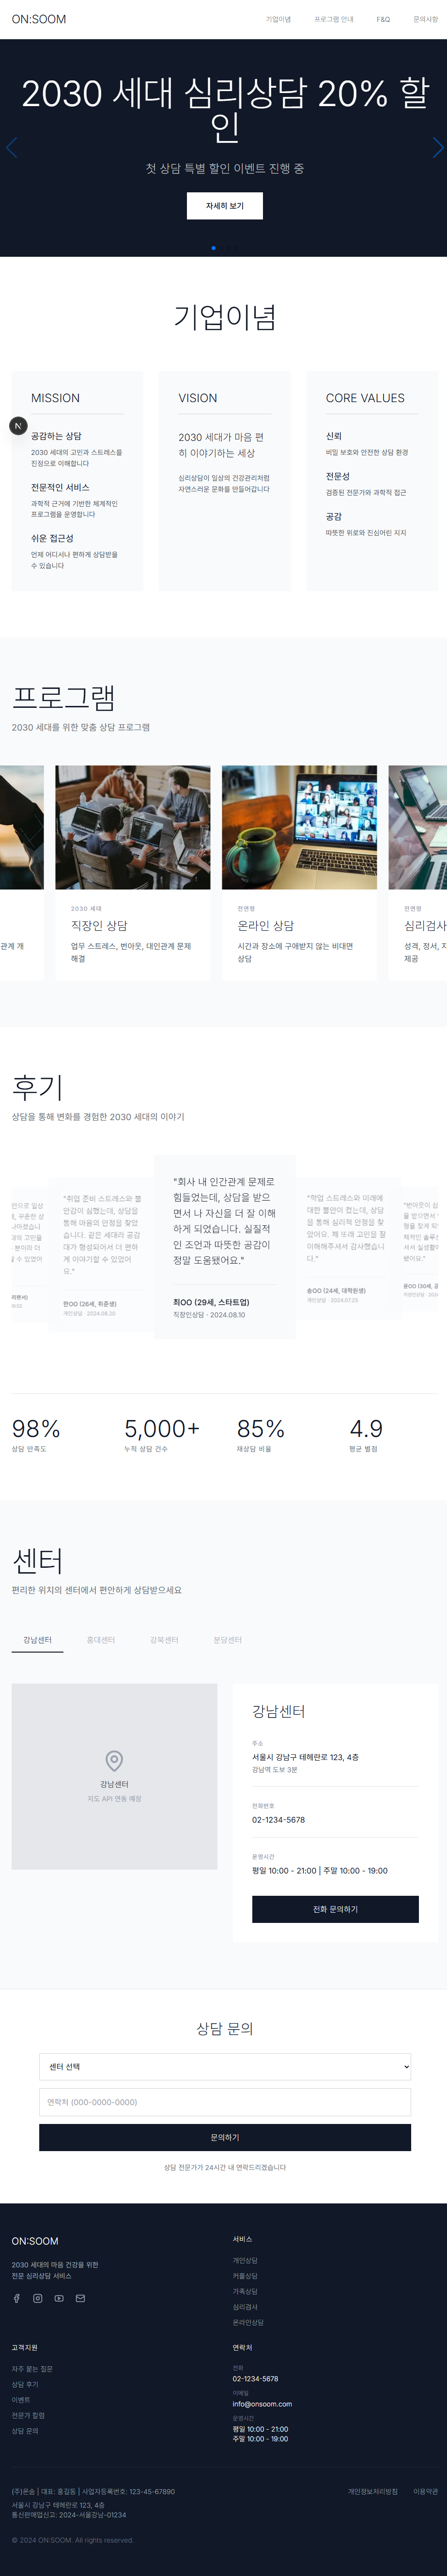 ON:SOOM
기업이념
프로그램 안내
F&Q
문의사항
2030 세대 심리상담 20% 할
인
첫 상담 특별 할인 이벤트 진행 중
자세히 보기
기업이념
MISSION
공감하는 상담
2030 세대의 고민과 스트레스를
진정으로 이해합니다
전문적인 서비스
과학적 근거에 기반한 체계적인
프로그램을 운영합니다
쉬운 접근성
언제 어디서나 편하게 상담받을
수 있습니다
VISION
2030 세대가 마음 편
히 이야기하는 세상
심리상담이 일상의 건강관리처럼
자연스러운 문화를 만들어갑니다
CORE VALUES
신뢰
비밀 보호와 안전한 상담 환경
전문성
검증된 전문가와 과학적 접근
공감
따뜻한 위로와 진심어린 지지
N
프로그램
2030 세대를 위한 맞춤 상담 프로그램
관계 개
2030 세대
직장인 상담
업무 스트레스, 번아웃, 대인관계 문제
해결
전연령
온라인 상담
시간과 장소에 구애받지 않는 비대면
상담
전연령
심리검사
성격, 정서, 지
제공
후기
상담을 통해 변화를 경험한 2030 세대의 이야기
"취업 준비 스트레스와 불
안감이 심했는데, 상담을
통해 마음의 안정을 찾았
습니다. 같은 세대라 공감
대가 형성되어서 더 편하
게 이야기할 수 있었어
요."
한OO (26세, 취준생)
개인상담 · 2024.08.20
"회사 내 인간관계 문제로
힘들었는데, 상담을 받으
면서 나 자신을 더 잘 이해
하게 되었습니다. 실질적
인 조언과 따뜻한 공감이
정말 도움됐어요."
최OO (29세, 스타트업)
직장인상담 · 2024.08.10
"학업 스트레스와 미래에
대한 불안이 컸는데, 상담
을 통해 심리적 안정을 찾
았어요. 제 또래 고민을 잘
이해해주셔서 감사했습니
다."
송OO (24세, 대학원생)
개인상담 · 2024.07.25
98%
상담 만족도
5,000+
누적 상담 건수
85%
재상담 비율
4.9
평균 별점
센터
편리한 위치의 센터에서 편안하게 상담받으세요
강남센터
홍대센터
강북센터
분당센터
강남센터
지도 API 연동 예정
강남센터
주소
서울시 강남구 테헤란로 123, 4층
강남역 도보 3분
전화번호
02-1234-5678
운영시간
평일 10:00 - 21:00 | 주말 10:00 - 19:00
전화 문의하기
상담 문의
센터 선택
연락처 (000-0000-0000)
문의하기
상담 전문가가 24시간 내 연락드리겠습니다
ON:SOOM
2030 세대의 마음 건강을 위한
전문 심리상담 서비스
서비스
개인상담
커플상담
가족상담
심리검사
온라인상담
고객지원
자주 묻는 질문
상담 후기
이벤트
전문가 칼럼
상담 문의
연락처
전화
02-1234-5678
이메일
info@onsoom.com
운영시간
평일 10:00 - 21:00
주말 10:00 - 19:00
(주)온숨 | 대표: 홍길동 | 사업자등록번호: 123-45-67890
서울시 강남구 테헤란로 123, 4층
통신판매업신고: 2024-서울강남-01234
개인정보처리방침
이용약관
© 2024 ON:SOOM. All rights reserved.